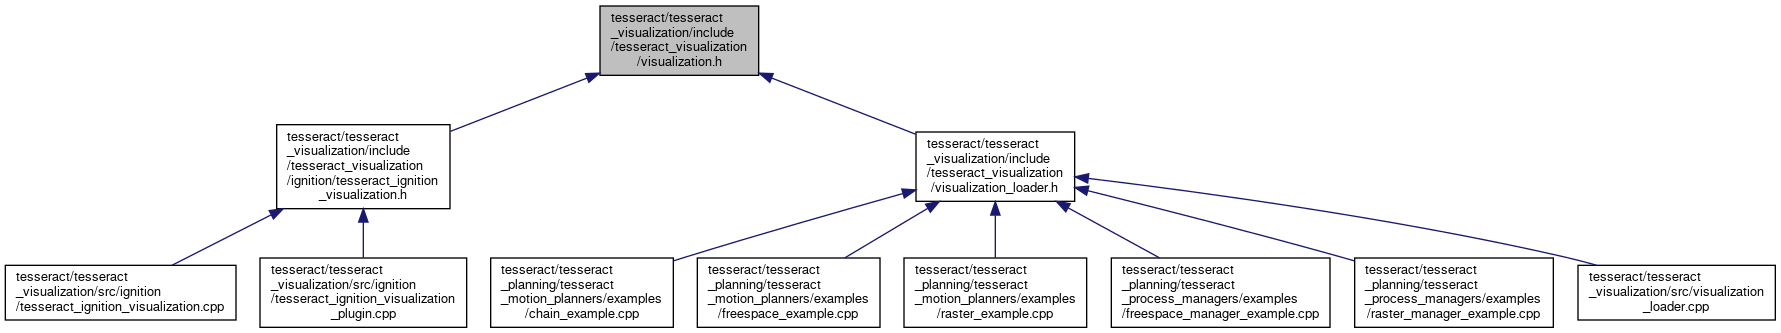 tesseract/tesseract
_visualization/include
/tesseract_visualization
/visualization.h
tesseract/tesseract
_visualization/include
/tesseract_visualization
/ignition/tesseract_ignition
_visualization.h
tesseract/tesseract
_visualization/include
/tesseract_visualization
/visualization_loader.h
tesseract/tesseract
_visualization/src/ignition
/tesseract_ignition_visualization.cpp
tesseract/tesseract
_visualization/src/ignition
/tesseract_ignition_visualization
_plugin.cpp
tesseract/tesseract
_planning/tesseract
_motion_planners/examples
/chain_example.cpp
tesseract/tesseract
_planning/tesseract
_motion_planners/examples
/freespace_example.cpp
tesseract/tesseract
_planning/tesseract
_motion_planners/examples
/raster_example.cpp
tesseract/tesseract
_planning/tesseract
_process_managers/examples
/freespace_manager_example.cpp
tesseract/tesseract
_planning/tesseract
_process_managers/examples
/raster_manager_example.cpp
tesseract/tesseract
_visualization/src/visualization
_loader.cpp